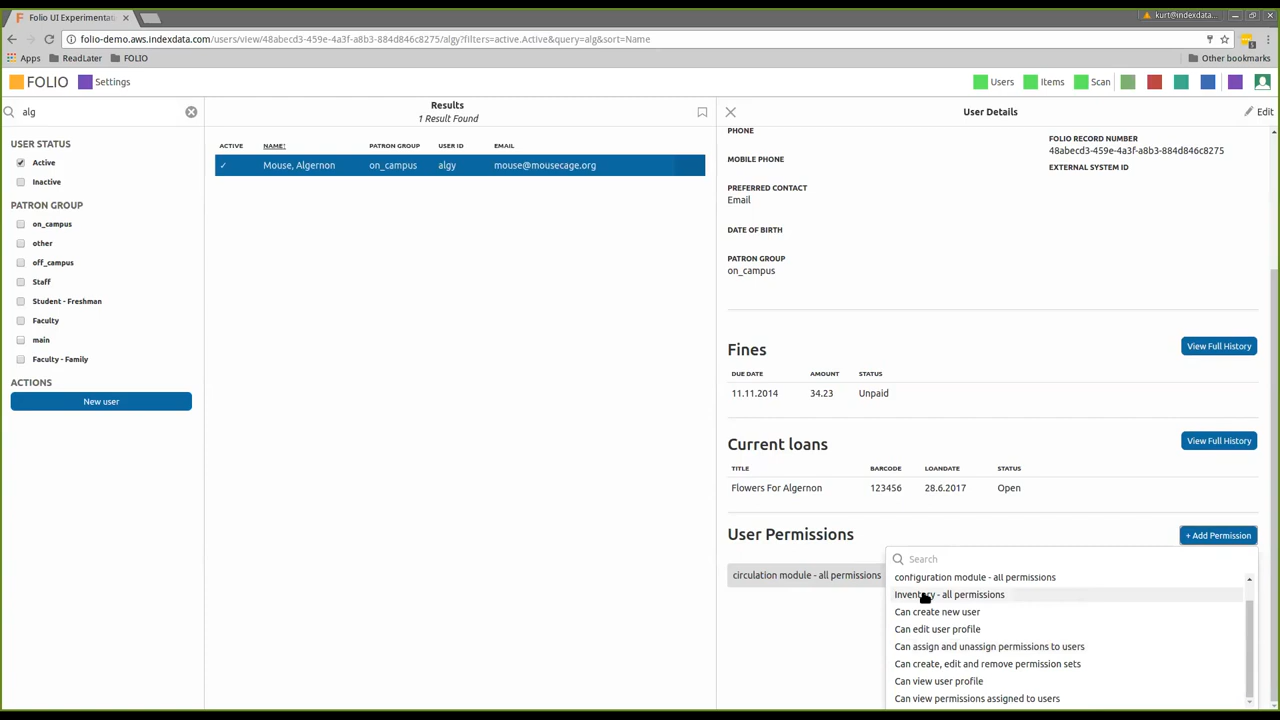 Folio UI Experimentat
kurt@indexdata...
folio-demo.aws.indexdata.com/users/view/48abecd3-459e-4a3f-a8b3-884d846c8275/algy?filters=active.Active&query=alg&sort=Name
Apps
ReadLater
FOLIO
Other bookmarks
FOLIO
Settings
Users
Items
Scan
alg
Results
1 Result Found
User Details
Edit
USER STATUS
Active
Inactive
PATRON GROUP
on_campus
other
off_campus
Staff
Student - Freshman
Faculty
main
Faculty - Family
ACTIONS
New user
ACTIVE NAME↑ PATRON GROUP USER ID EMAIL
✓ Mouse, Algernon on_campus algy mouse@mousecage.org
PHONE
MOBILE PHONE
PREFERRED CONTACT
Email
DATE OF BIRTH
PATRON GROUP
on_campus
FOLIO RECORD NUMBER
48abecd3-459e-4a3f-a8b3-884d846c8275
EXTERNAL SYSTEM ID
Fines
View Full History
DUE DATE AMOUNT STATUS
11.11.2014 34.23 Unpaid
Current loans
View Full History
TITLE BARCODE LOANDATE STATUS
Flowers For Algernon 123456 28.6.2017 Open
User Permissions
+ Add Permission
circulation module - all permissions
Search
configuration module - all permissions
Inventory - all permissions
Can create new user
Can edit user profile
Can assign and unassign permissions to users
Can create, edit and remove permission sets
Can view user profile
Can view permissions assigned to users